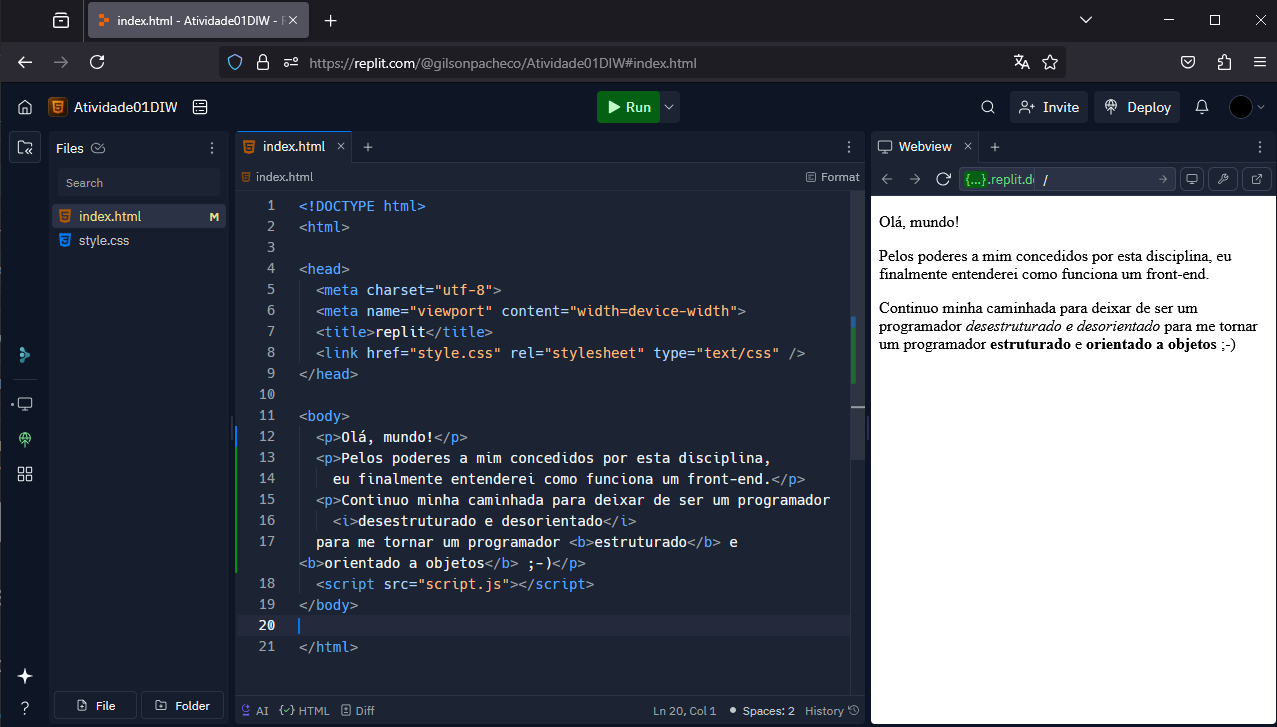 index.html - Atividade01DIW -
https://replit.com/@gilsonpacheco/Atividade01DIW#index.html
Atividade01DIW
Run
Invite
Deploy
Files
Search
index.html M
style.css
File
Folder
index.html
index.html
Format
1 <!DOCTYPE html>
2 <html>
3
4 <head>
5 <meta charset="utf-8">
6 <meta name="viewport" content="width=device-width">
7 <title>replit</title>
8 <link href="style.css" rel="stylesheet" type="text/css" />
9 </head>
10
11 <body>
12 <p>Olá, mundo!</p>
13 <p>Pelos poderes a mim concedidos por esta disciplina,
14 eu finalmente entenderei como funciona um front-end.</p>
15 <p>Continuo minha caminhada para deixar de ser um programador
16 <i>desestruturado e desorientado</i>
17 para me tornar um programador <b>estruturado</b> e
<b>orientado a objetos</b> ;-)</p>
18 <script src="script.js"></script>
19 </body>
20
21 </html>
AI
HTML
Diff
Ln 20, Col 1
Spaces: 2
History
Webview
{...}.replit.d /
Olá, mundo!
Pelos poderes a mim concedidos por esta disciplina, eu
finalmente entenderei como funciona um front-end.
Continuo minha caminhada para deixar de ser um
programador desestruturado e desorientado para me tornar
um programador estruturado e orientado a objetos ;-)